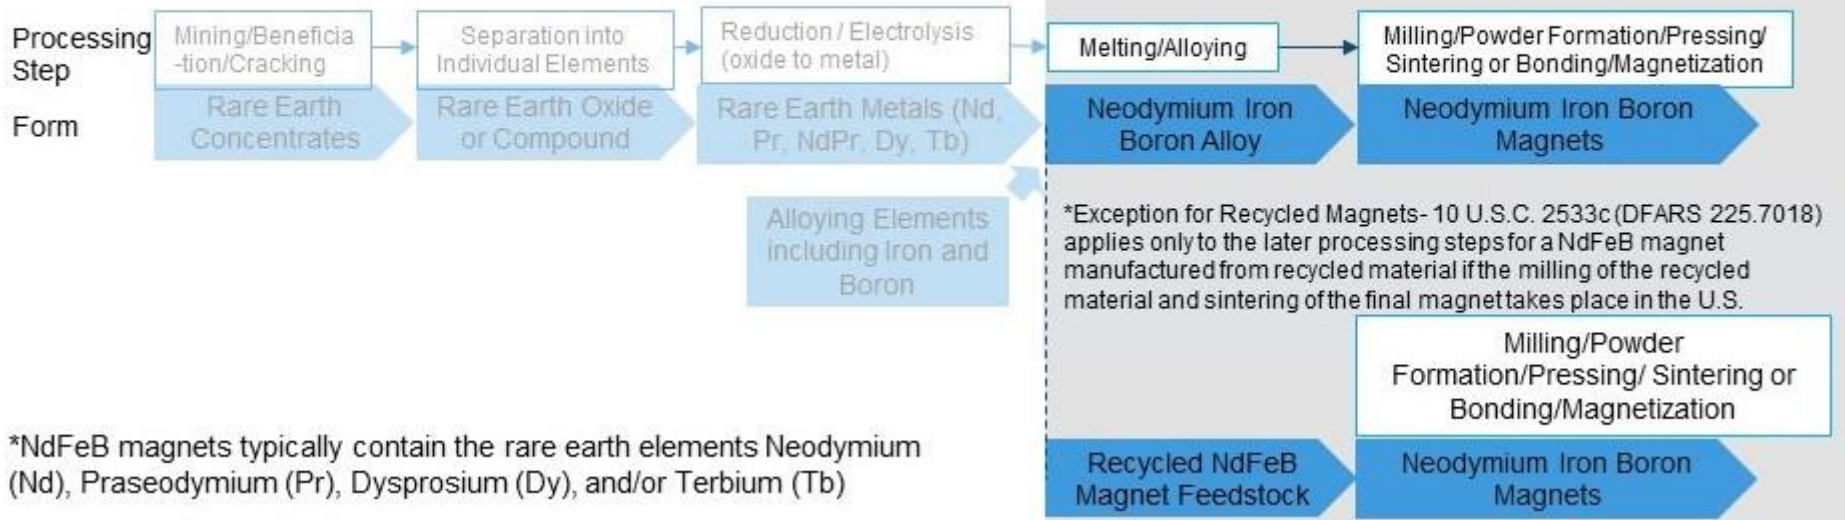 Processing
Step
Mining/Beneficia
-tion/Cracking
Separation into
Individual Elements
Reduction / Electrolysis
(oxide to metal)
Melting/Alloying
Milling/Powder Formation/Pressing/
Sintering or Bonding/Magnetization
Form
Rare Earth
Concentrates
Rare Earth Oxide
or Compound
Rare Earth Metals (Nd,
Pr, NdPr, Dy, Tb)
Neodymium Iron
Boron Alloy
Neodymium Iron Boron
Magnets
Alloying Elements
including Iron and
Boron
*Exception for Recycled Magnets- 10 U.S.C. 2533c (DFARS 225.7018)
applies only to the later processing steps for a NdFeB magnet
manufactured from recycled material if the milling of the recycled
material and sintering of the final magnet takes place in the U.S.
Milling/Powder
Formation/Pressing/ Sintering or
Bonding/Magnetization
*NdFeB magnets typically contain the rare earth elements Neodymium
(Nd), Praseodymium (Pr), Dysprosium (Dy), and/or Terbium (Tb)
Recycled NdFeB
Magnet Feedstock
Neodymium Iron Boron
Magnets